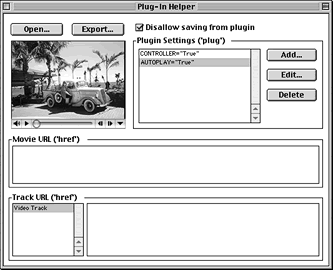 Plug-In Helper
Open...
Export...
Disallow saving from plugin
Plugin Settings ('plug')
CONTROLLER="True"
AUTOPLAY="True"
Add...
Edit...
Delete
Movie URL ('href')
Track URL ('href')
Video Track